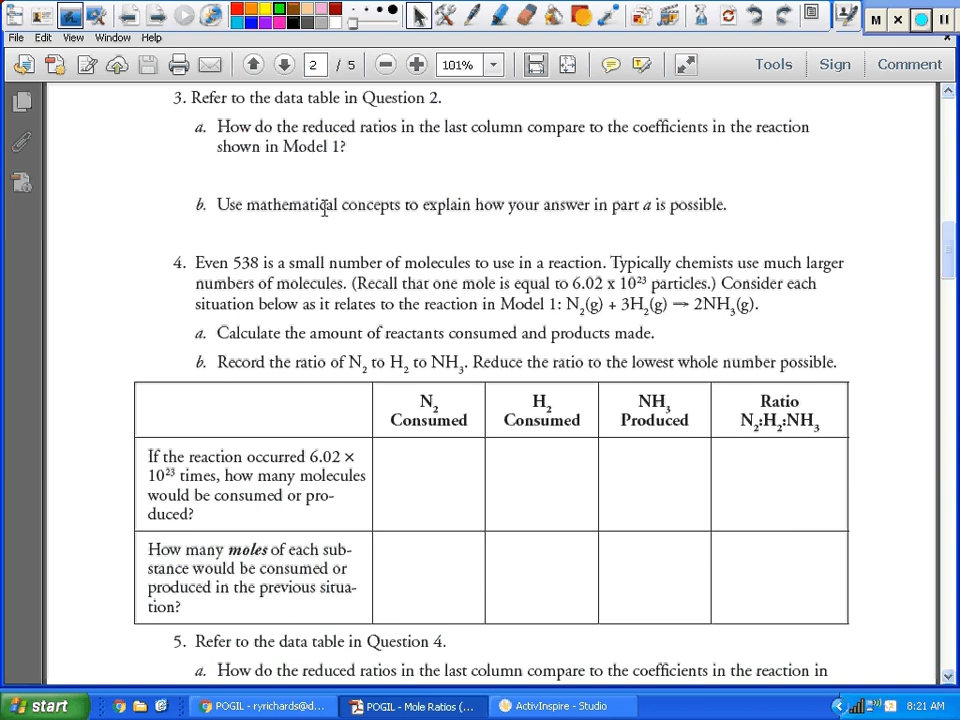 File Edit View Window Help
2 / 5 101% Tools Sign Comment
3. Refer to the data table in Question 2.
a. How do the reduced ratios in the last column compare to the coefficients in the reaction
shown in Model 1?
b. Use mathematical concepts to explain how your answer in part a is possible.
4. Even 538 is a small number of molecules to use in a reaction. Typically chemists use much larger
numbers of molecules. (Recall that one mole is equal to 6.02 x 10²³ particles.) Consider each
situation below as it relates to the reaction in Model 1: N₂(g) + 3H₂(g) → 2NH₃(g).
a. Calculate the amount of reactants consumed and products made.
b. Record the ratio of N₂ to H₂ to NH₃. Reduce the ratio to the lowest whole number possible.
N₂ H₂ NH₃ Ratio
Consumed Consumed Produced N₂:H₂:NH₃
If the reaction occurred 6.02 ×
10²³ times, how many molecules
would be consumed or pro-
duced?
How many moles of each sub-
stance would be consumed or
produced in the previous situa-
tion?
5. Refer to the data table in Question 4.
a. How do the reduced ratios in the last column compare to the coefficients in the reaction in
start POGIL - ryrichards@d... POGIL - Mole Ratios (... ActivInspire - Studio 8:21 AM